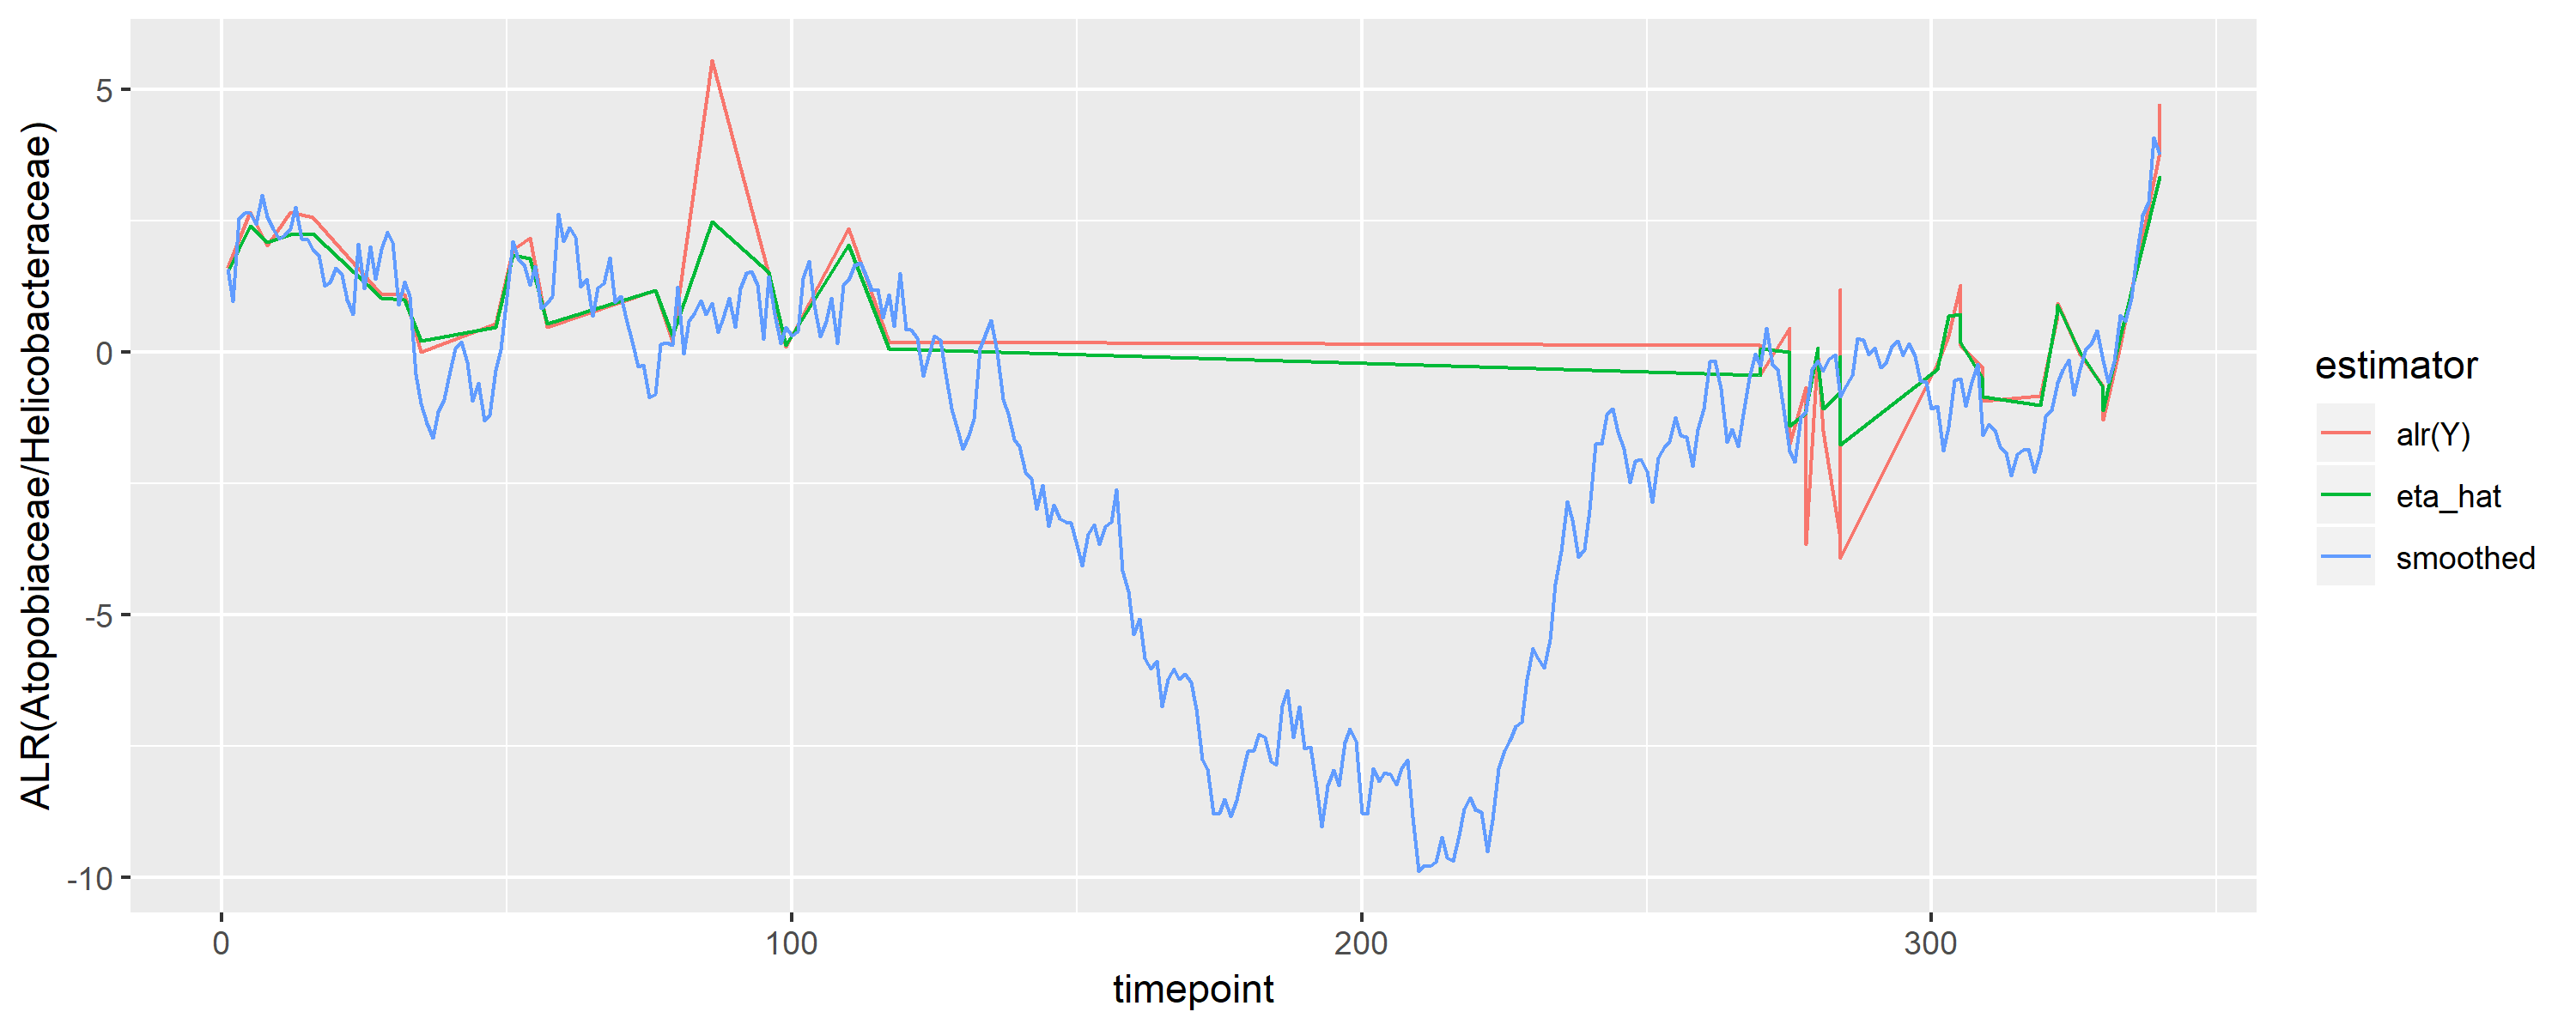 ALR(Atopobiaceae/Helicobacteraceae)
5
0
-5
-10
0
100
200
300
timepoint
estimator
alr(Y)
eta_hat
smoothed